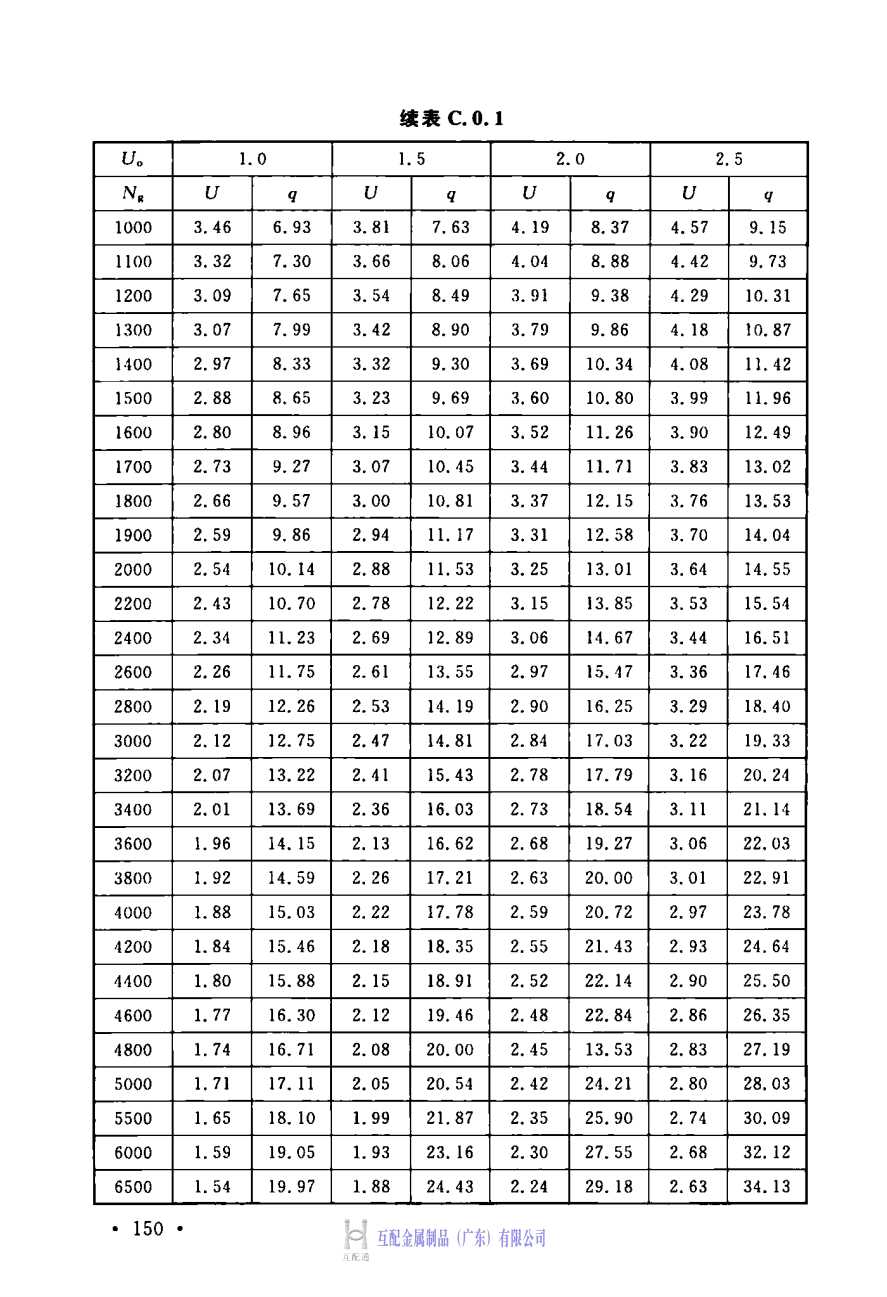 续表 C. 0. 1
U₀ 1. 0 1. 5 2. 0 2. 5
Ng U q U q U q U q
1000 3. 46 6. 93 3. 81 7. 63 4. 19 8. 37 4. 57 9. 15
1100 3. 32 7. 30 3. 66 8. 06 4. 04 8. 88 4. 42 9. 73
1200 3. 09 7. 65 3. 54 8. 49 3. 91 9. 38 4. 29 10. 31
1300 3. 07 7. 99 3. 42 8. 90 3. 79 9. 86 4. 18 10. 87
1400 2. 97 8. 33 3. 32 9. 30 3. 69 10. 34 4. 08 11. 42
1500 2. 88 8. 65 3. 23 9. 69 3. 60 10. 80 3. 99 11. 96
1600 2. 80 8. 96 3. 15 10. 07 3. 52 11. 26 3. 90 12. 49
1700 2. 73 9. 27 3. 07 10. 45 3. 44 11. 71 3. 83 13. 02
1800 2. 66 9. 57 3. 00 10. 81 3. 37 12. 15 3. 76 13. 53
1900 2. 59 9. 86 2. 94 11. 17 3. 31 12. 58 3. 70 14. 04
2000 2. 54 10. 14 2. 88 11. 53 3. 25 13. 01 3. 64 14. 55
2200 2. 43 10. 70 2. 78 12. 22 3. 15 13. 85 3. 53 15. 54
2400 2. 34 11. 23 2. 69 12. 89 3. 06 14. 67 3. 44 16. 51
2600 2. 26 11. 75 2. 61 13. 55 2. 97 15. 47 3. 36 17. 46
2800 2. 19 12. 26 2. 53 14. 19 2. 90 16. 25 3. 29 18. 40
3000 2. 12 12. 75 2. 47 14. 81 2. 84 17. 03 3. 22 19. 33
3200 2. 07 13. 22 2. 41 15. 43 2. 78 17. 79 3. 16 20. 24
3400 2. 01 13. 69 2. 36 16. 03 2. 73 18. 54 3. 11 21. 14
3600 1. 96 14. 15 2. 13 16. 62 2. 68 19. 27 3. 06 22. 03
3800 1. 92 14. 59 2. 26 17. 21 2. 63 20. 00 3. 01 22. 91
4000 1. 88 15. 03 2. 22 17. 78 2. 59 20. 72 2. 97 23. 78
4200 1. 84 15. 46 2. 18 18. 35 2. 55 21. 43 2. 93 24. 64
4400 1. 80 15. 88 2. 15 18. 91 2. 52 22. 14 2. 90 25. 50
4600 1. 77 16. 30 2. 12 19. 46 2. 48 22. 84 2. 86 26. 35
4800 1. 74 16. 71 2. 08 20. 00 2. 45 13. 53 2. 83 27. 19
5000 1. 71 17. 11 2. 05 20. 54 2. 42 24. 21 2. 80 28. 03
5500 1. 65 18. 10 1. 99 21. 87 2. 35 25. 90 2. 74 30. 09
6000 1. 59 19. 05 1. 93 23. 16 2. 30 27. 55 2. 68 32. 12
6500 1. 54 19. 97 1. 88 24. 43 2. 24 29. 18 2. 63 34. 13
• 150 •
互配金属制品（广东）有限公司
互配通